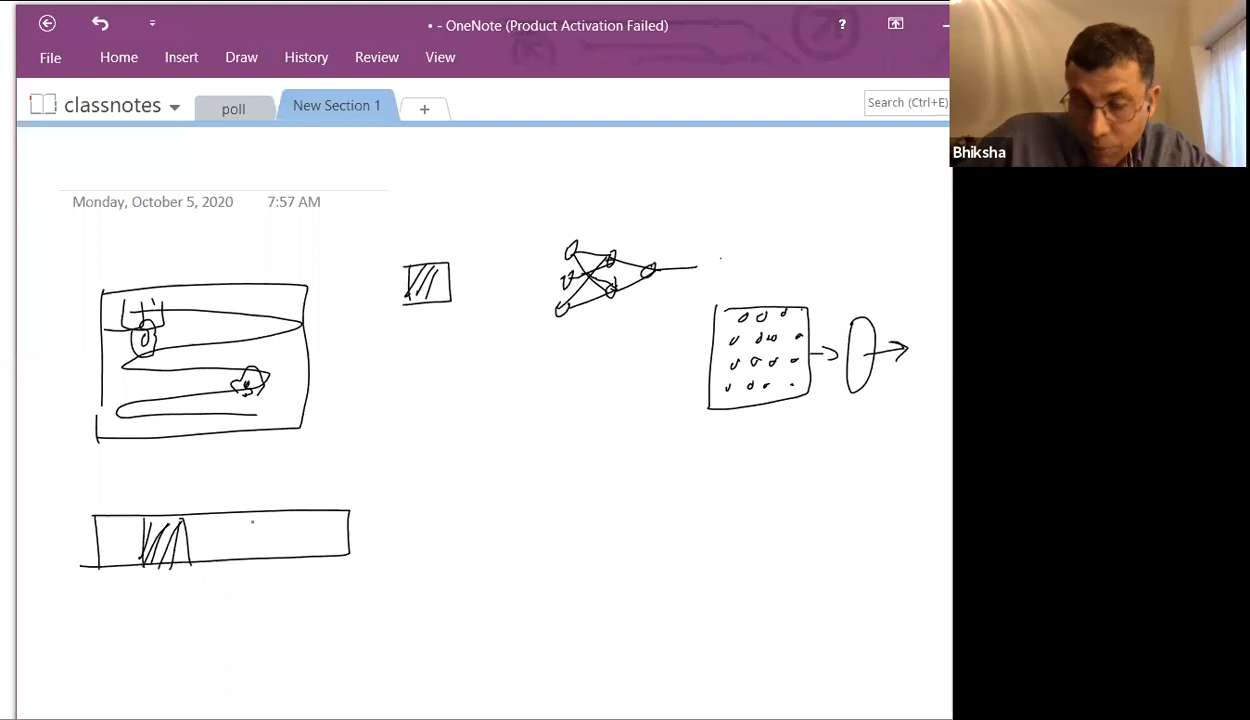 • - OneNote (Product Activation Failed)
?
File Home Insert Draw History Review View
classnotes
poll
New Section 1
+
Search (Ctrl+E)
Bhiksha
Monday, October 5, 2020 7:57 AM